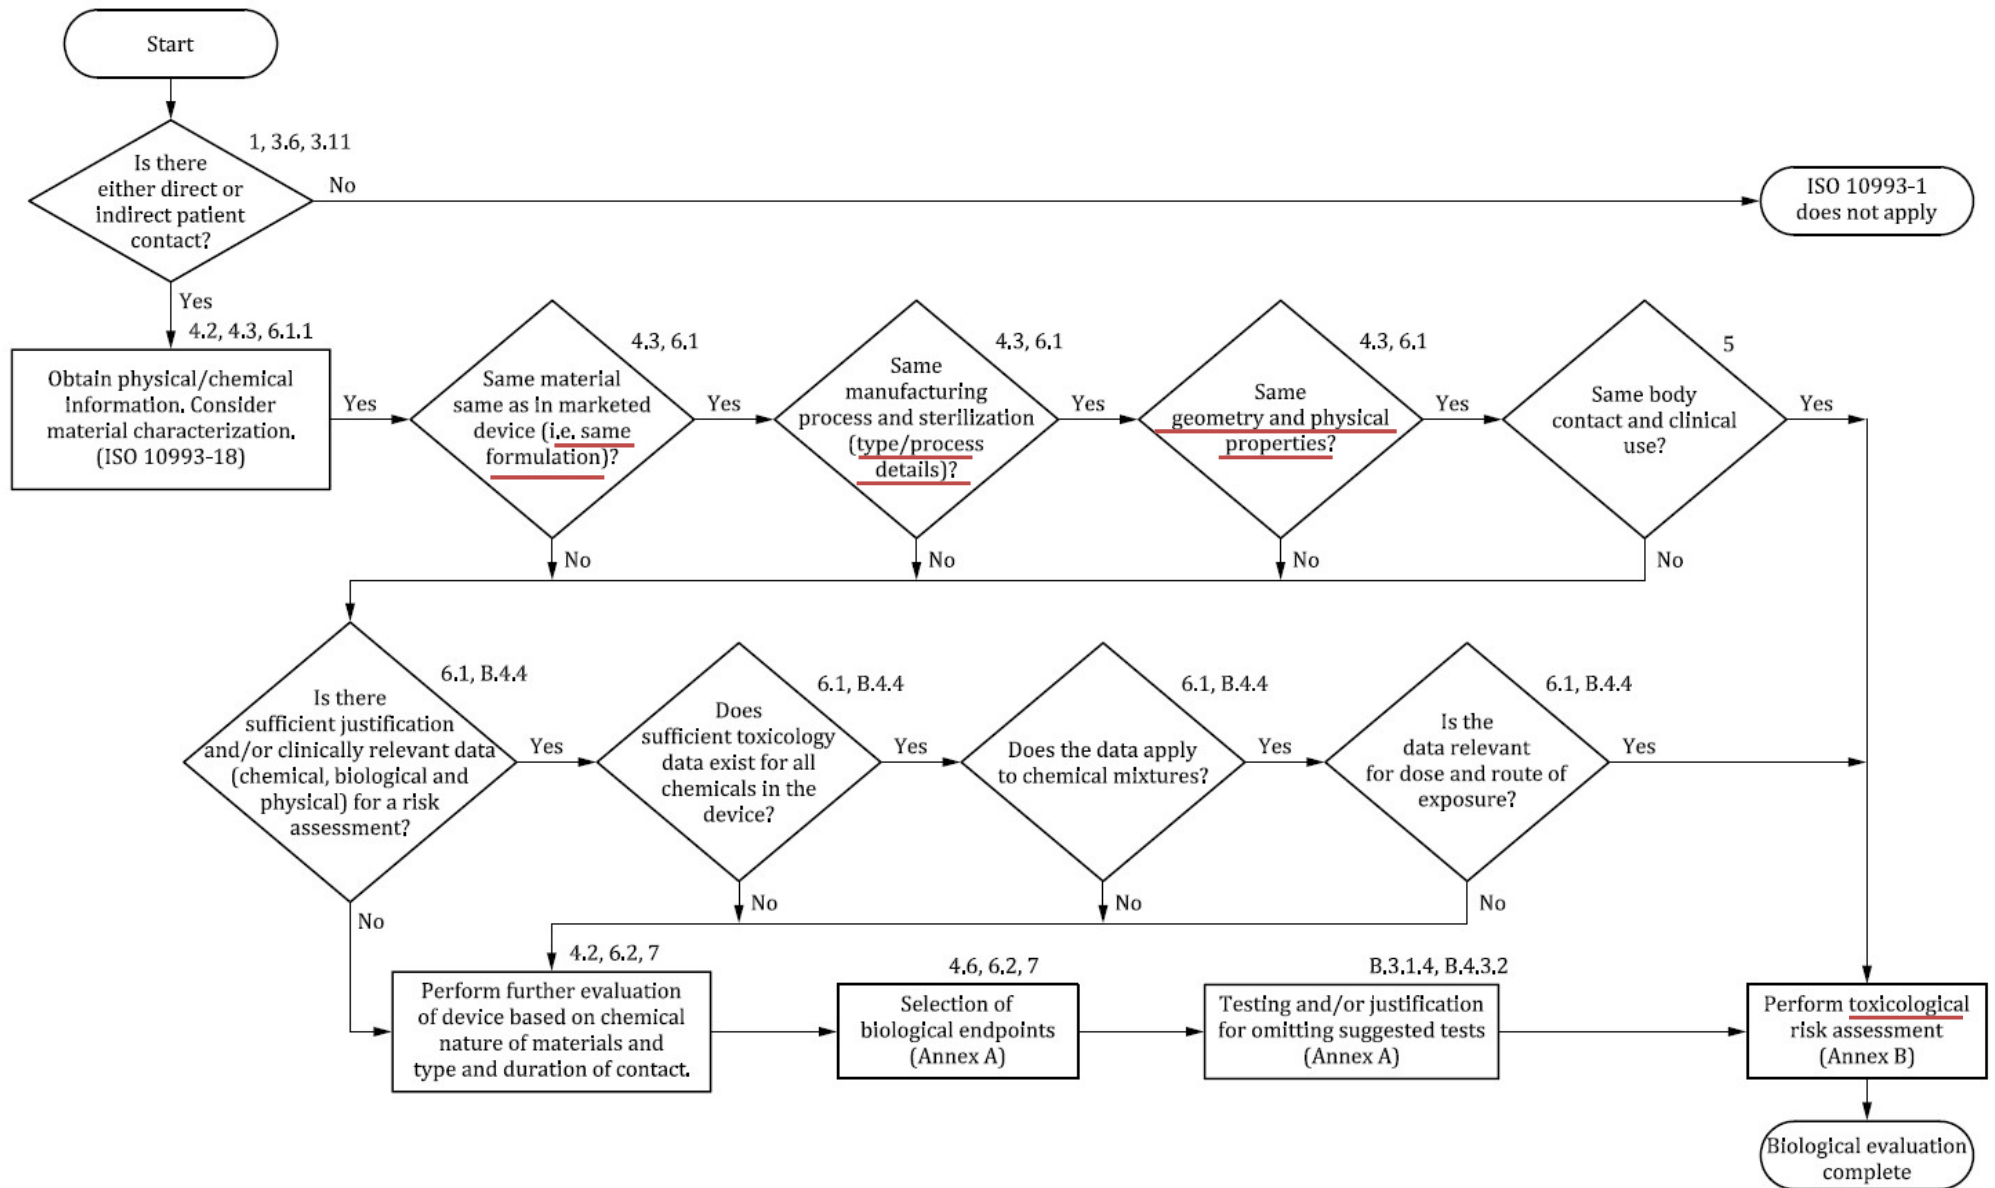 Start
1, 3.6, 3.11
Is there
either direct or
indirect patient
contact?
No
ISO 10993-1
does not apply
Yes
4.2, 4.3, 6.1.1
Obtain physical/chemical
information. Consider
material characterization.
(ISO 10993-18)
Yes
4.3, 6.1
Same material
same as in marketed
device (i.e. same
formulation)?
Yes
No
4.3, 6.1
Same
manufacturing
process and sterilization
(type/process
details)?
Yes
No
4.3, 6.1
Same
geometry and physical
properties?
Yes
No
5
Same body
contact and clinical
use?
Yes
No
6.1, B.4.4
Is there
sufficient justification
and/or clinically relevant data
(chemical, biological and
physical) for a risk
assessment?
Yes
No
6.1, B.4.4
Does
sufficient toxicology
data exist for all
chemicals in the
device?
Yes
No
6.1, B.4.4
Does the data apply
to chemical mixtures?
Yes
No
6.1, B.4.4
Is the
data relevant
for dose and route of
exposure?
Yes
No
4.2, 6.2, 7
Perform further evaluation
of device based on chemical
nature of materials and
type and duration of contact.
4.6, 6.2, 7
Selection of
biological endpoints
(Annex A)
B.3.1.4, B.4.3.2
Testing and/or justification
for omitting suggested tests
(Annex A)
Perform toxicological
risk assessment
(Annex B)
Biological evaluation
complete